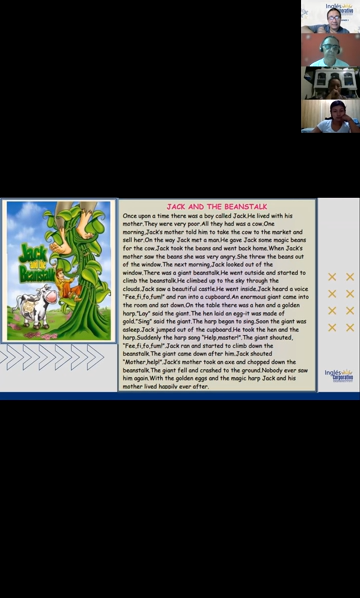 Inglés
Corporativo
JACK AND THE BEANSTALK
Once upon a time there was a boy called Jack.He lived with his
mother.They were very poor.All they had was a cow.One
morning,Jack's mother told him to take the cow to the market and
sell her.On the way Jack met a man.He gave Jack some magic beans
for the cow.Jack took the beans and went back home.When Jack's
mother saw the beans she was very angry.She threw the beans out
of the window.The next morning,Jack looked out of the
window.There was a giant beanstalk.He went outside and started to
climb the beanstalk.He climbed up to the sky through the
clouds.Jack saw a beautiful castle.He went inside.Jack heard a voice
"Fee,fi,fo,fum!" and ran into a cupboard.An enormous giant came into
the room and sat down.On the table there was a hen and a golden
harp."Lay" said the giant.The hen laid an egg-it was made of
gold."Sing" said the giant.The harp began to sing.Soon the giant was
asleep.Jack jumped out of the cupboard.He took the hen and the
harp.Suddenly the harp sang "Help,master!".The giant shouted,
"Fee,fi,fo,fum!".Jack ran and started to climb down the
beanstalk.The giant came down after him.Jack shouted
"Mother,help!".Jack's mother took an axe and chopped down the
beanstalk.The giant fell and crashed to the ground.Nobody ever saw
him again.With the golden eggs and the magic harp Jack and his
mother lived happily ever after.
Jack
Beanstalk
Inglés
Corporativo